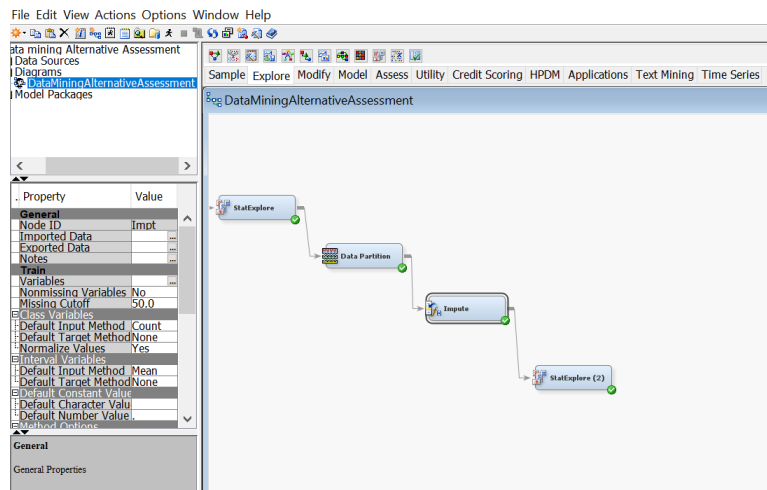 File Edit View Actions Options Window Help
ata mining Alternative Assessment
Data Sources
Diagrams
DataMiningAlternativeAssessment
Model Packages
Sample Explore Modify Model Assess Utility Credit Scoring HPDM Applications Text Mining Time Series
DataMiningAlternativeAssessment
StatExplore
Data Partition
Impute
StatExplore (2)
. Property Value
General
Node ID Impt
Imported Data ...
Exported Data ...
Notes ...
Train
Variables ...
Nonmissing Variables No
Missing Cutoff 50.0
Class Variables
Default Input Method Count
Default Target Method None
Normalize Values Yes
Interval Variables
Default Input Method Mean
Default Target Method None
Default Constant Value
Default Character Valu
Default Number Value .
Method Options
General
General Properties